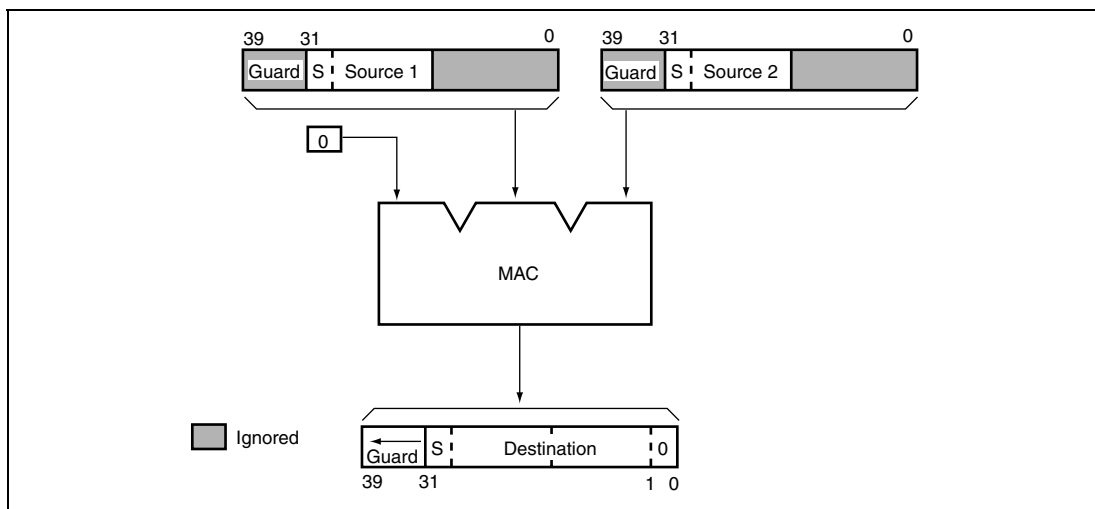 39 31 0 39 31 0
Guard S Source 1 Guard S Source 2
0
MAC
Ignored
Guard S Destination 0
39 31 1 0